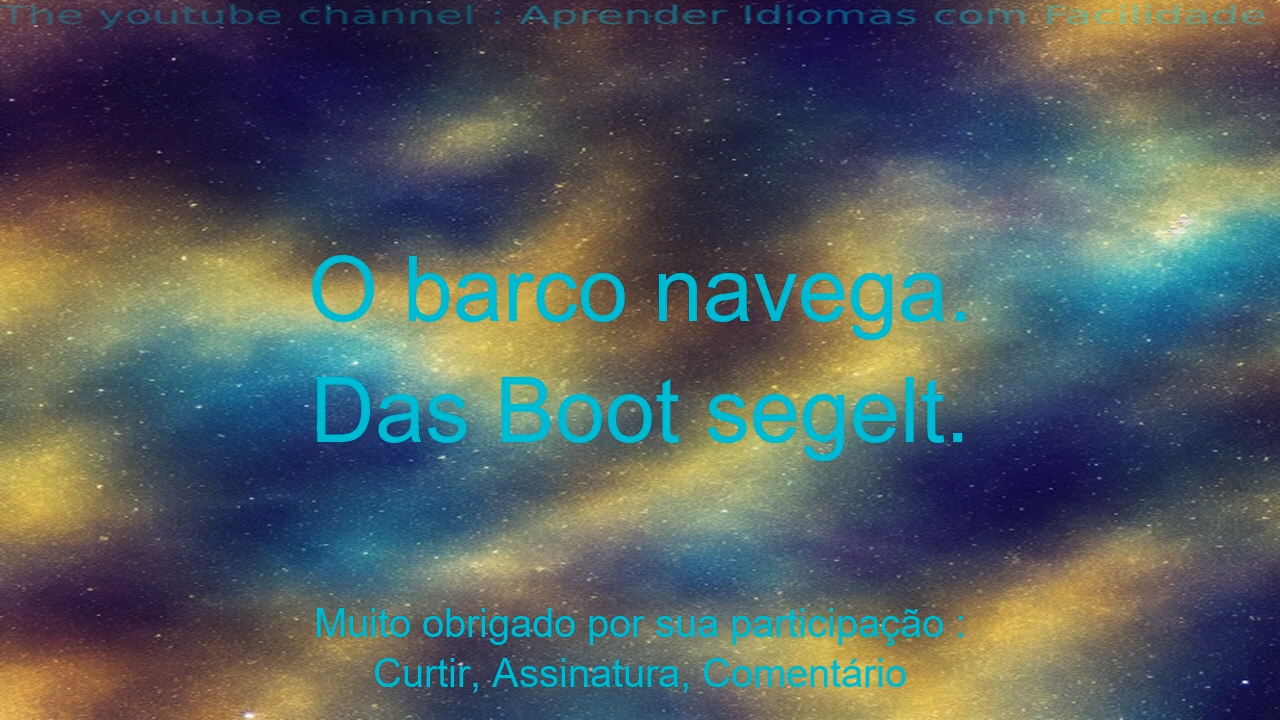 The youtube channel : Aprender Idiomas com Facilidade
O barco navega.
Das Boot segelt.
Muito obrigado por sua participação :
Curtir, Assinatura, Comentário